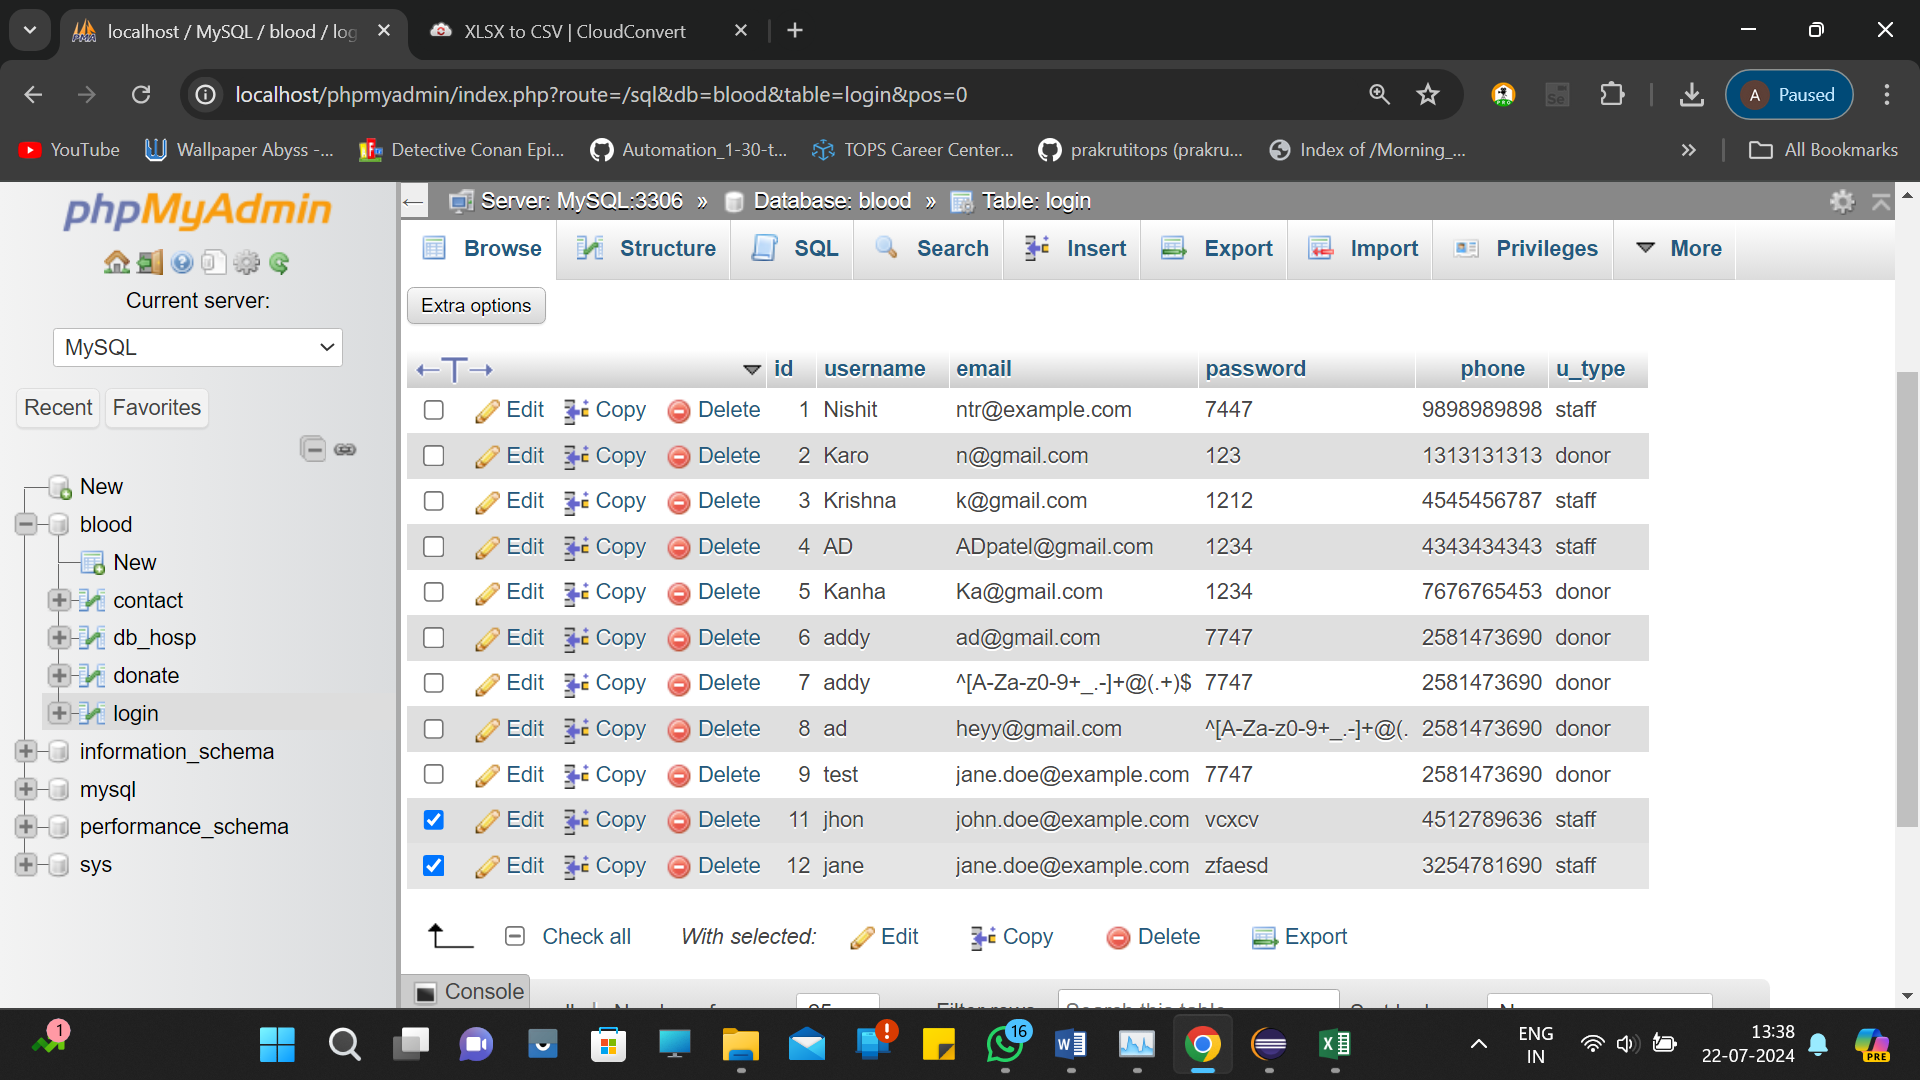 localhost / MySQL / blood / log
XLSX to CSV | CloudConvert
localhost/phpmyadmin/index.php?route=/sql&db=blood&table=login&pos=0
A Paused
YouTube
Wallpaper Abyss -...
Detective Conan Epi...
Automation_1-30-t...
TOPS Career Center...
prakrutitops (prakru...
Index of /Morning_...
All Bookmarks
phpMyAdmin
Current server:
MySQL
Recent Favorites
New
blood
New
contact
db_hosp
donate
login
information_schema
mysql
performance_schema
sys
Server: MySQL:3306 » Database: blood » Table: login
Browse Structure SQL Search Insert Export Import Privileges More
Extra options
id username email password phone u_type
Edit Copy Delete 1 Nishit ntr@example.com 7447 9898989898 staff
Edit Copy Delete 2 Karo n@gmail.com 123 1313131313 donor
Edit Copy Delete 3 Krishna k@gmail.com 1212 4545456787 staff
Edit Copy Delete 4 AD ADpatel@gmail.com 1234 4343434343 staff
Edit Copy Delete 5 Kanha Ka@gmail.com 1234 7676765453 donor
Edit Copy Delete 6 addy ad@gmail.com 7747 2581473690 donor
Edit Copy Delete 7 addy ^[A-Za-z0-9+_.-]+@(.+)$ 7747 2581473690 donor
Edit Copy Delete 8 ad heyy@gmail.com ^[A-Za-z0-9+_.-]+@(. 2581473690 donor
Edit Copy Delete 9 test jane.doe@example.com 7747 2581473690 donor
Edit Copy Delete 11 jhon john.doe@example.com vcxcv 4512789636 staff
Edit Copy Delete 12 jane jane.doe@example.com zfaesd 3254781690 staff
Check all With selected: Edit Copy Delete Export
Console
1
16
ENG
IN
13:38
22-07-2024
PRE